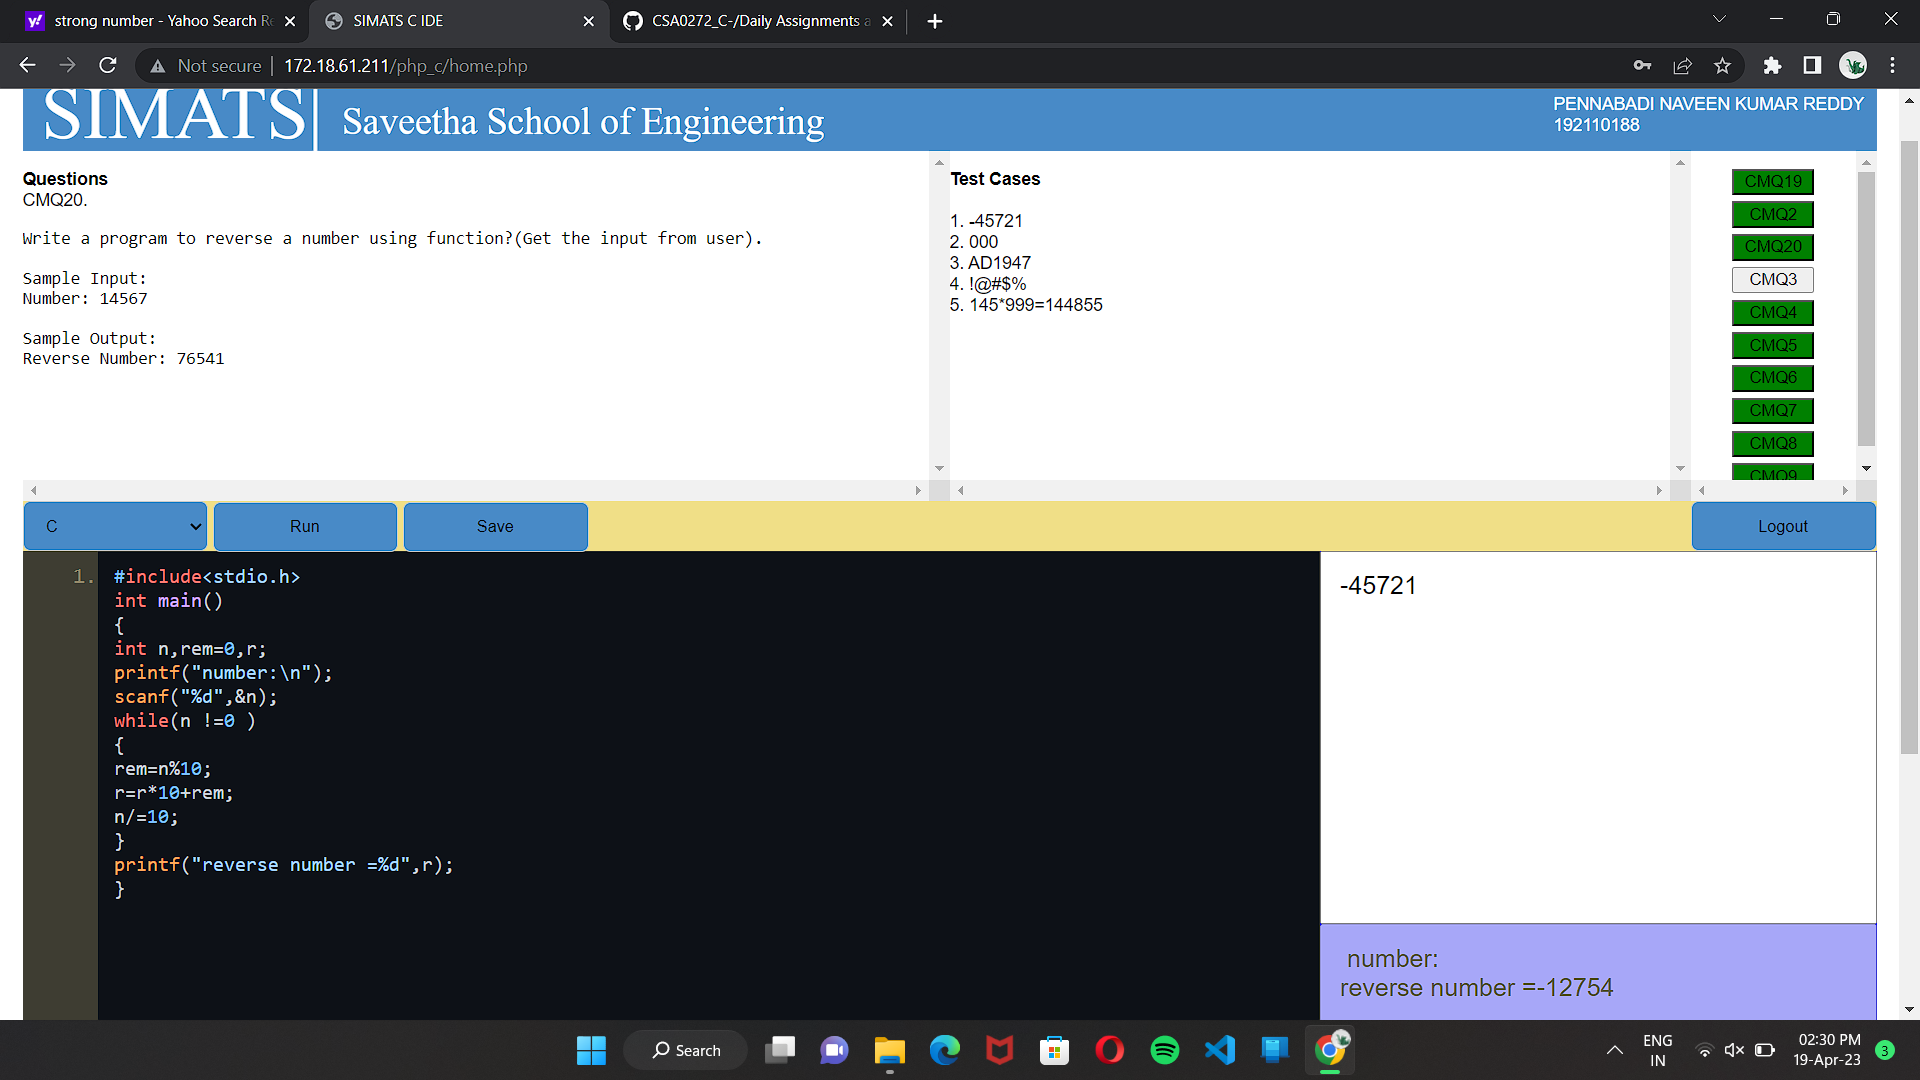 strong number - Yahoo Search Re
SIMATS C IDE
CSA0272_C-/Daily Assignments a
Not secure
172.18.61.211/php_c/home.php
SIMATS
Saveetha School of Engineering
PENNABADI NAVEEN KUMAR REDDY
192110188
Questions
CMQ20.
Write a program to reverse a number using function?(Get the input from user).
Sample Input:
Number: 14567
Sample Output:
Reverse Number: 76541
Test Cases
1. -45721
2. 000
3. AD1947
4. !@#$%
5. 145*999=144855
CMQ19
CMQ2
CMQ20
CMQ3
CMQ4
CMQ5
CMQ6
CMQ7
CMQ8
CMQ9
C
Run
Save
Logout
1.
#include<stdio.h>
int main()
{
int n,rem=0,r;
printf("number:\n");
scanf("%d",&n);
while(n !=0 )
{
rem=n%10;
r=r*10+rem;
n/=10;
}
printf("reverse number =%d",r);
}
-45721
number:
reverse number =-12754
Search
ENG
IN
02:30 PM
19-Apr-23
3